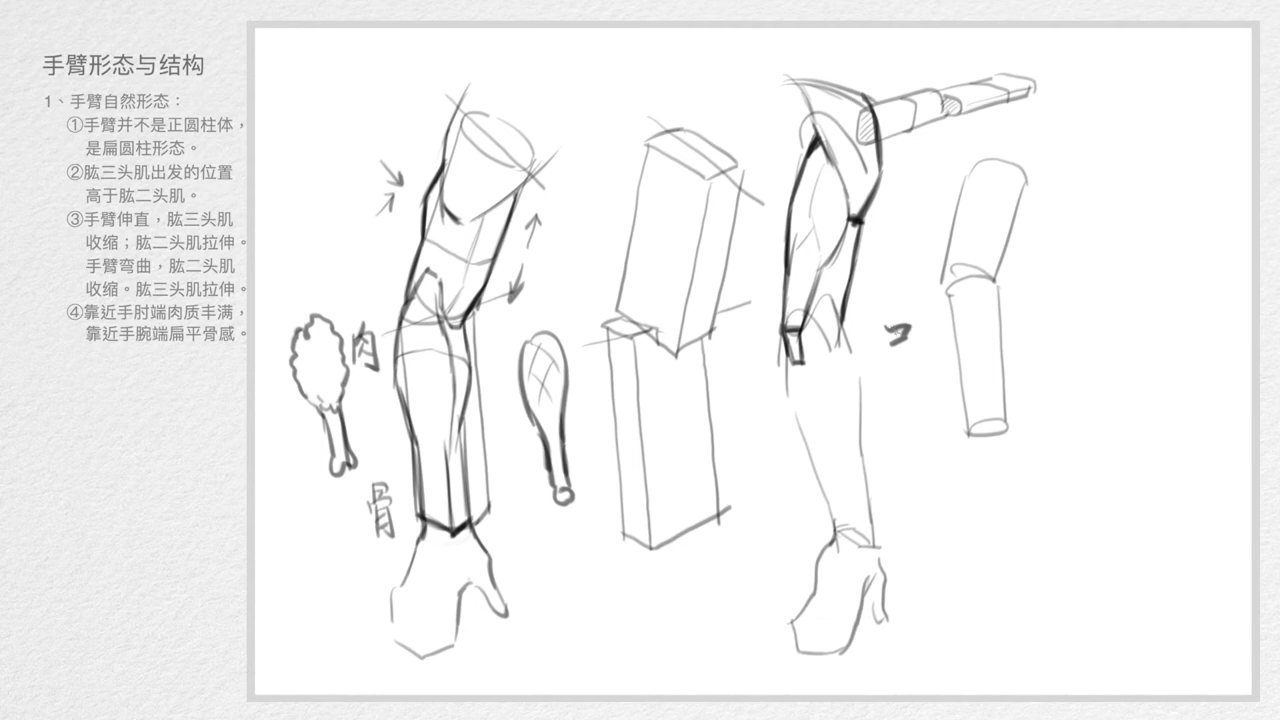 手臂形态与结构
1、手臂自然形态：
①手臂并不是正圆柱体，
是扁圆柱形态。
②肱三头肌出发的位置
高于肱二头肌。
③手臂伸直，肱三头肌
收缩；肱二头肌拉伸。
手臂弯曲，肱二头肌
收缩。肱三头肌拉伸。
④靠近手肘端肉质丰满，
靠近手腕端扁平骨感。
肉
骨